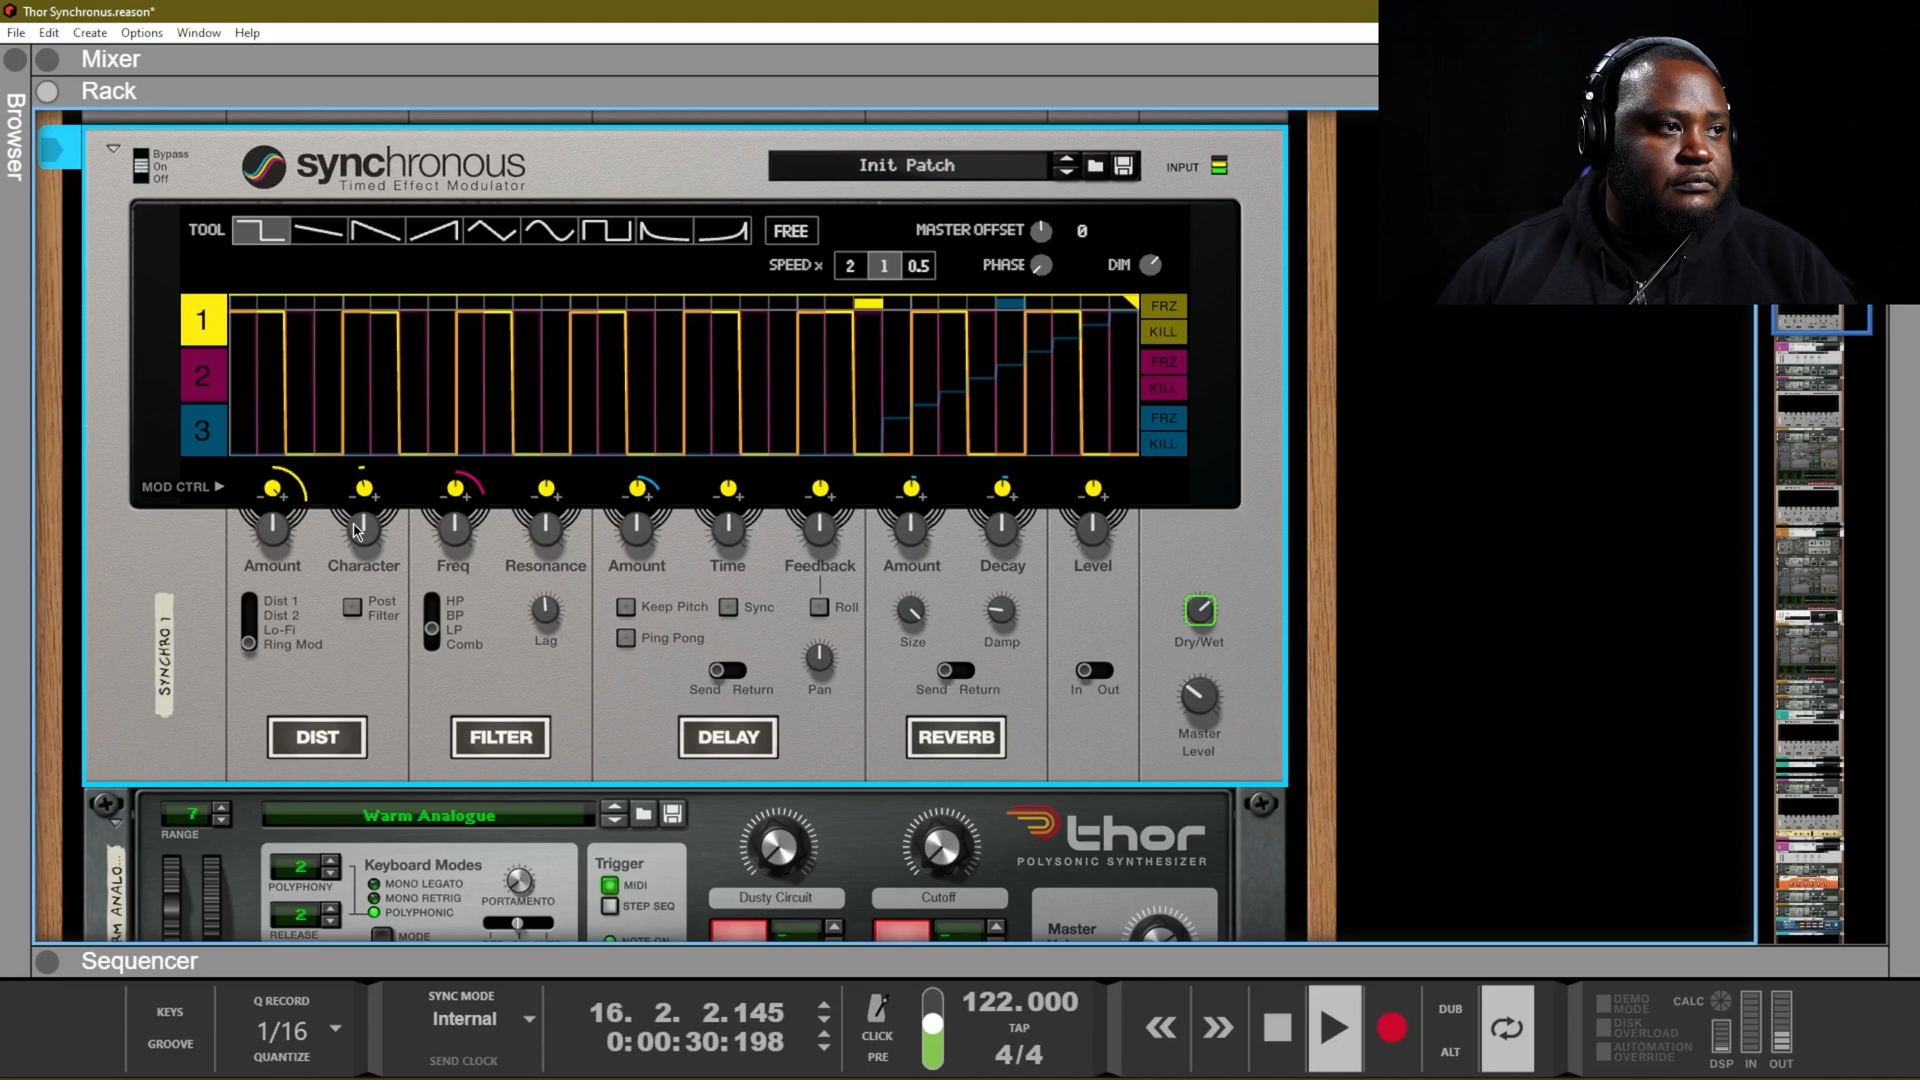 Thor Synchronus.reason*
File Edit Create Options Window Help
Mixer
Rack
Browser
Bypass
On
Off
synchronous
Timed Effect Modulator
Init Patch
INPUT
TOOL
FREE
MASTER OFFSET
0
SPEED×
2
1
0.5
PHASE
DIM
1
2
3
FRZ
KILL
FRZ
KILL
FRZ
KILL
MOD CTRL
Amount
Character
Freq
Resonance
Amount
Time
Feedback
Amount
Decay
Level
Dist 1
Dist 2
Lo-Fi
Ring Mod
Post
Filter
HP
BP
LP
Comb
Lag
Keep Pitch
Sync
Roll
Ping Pong
Send Return
Pan
Size
Damp
Send Return
In Out
Dry/Wet
Master
Level
SYNCHRO 1
DIST
FILTER
DELAY
REVERB
7
RANGE
Warm Analogue
thor
POLYSONIC SYNTHESIZER
2
POLYPHONY
2
RELEASE
Keyboard Modes
MONO LEGATO
MONO RETRIG
POLYPHONIC
MODE
PORTAMENTO
Trigger
MIDI
STEP SEQ
NOTE ON
Dusty Circuit
Cutoff
Master
Sequencer
KEYS
GROOVE
Q RECORD
1/16
QUANTIZE
SYNC MODE
Internal
SEND CLOCK
16. 2. 2.145
0:00:30:198
CLICK
PRE
122.000
TAP
4/4
DUB
ALT
DEMO
MODE
DISK
OVERLOAD
AUTOMATION
OVERRIDE
CALC
DSP IN OUT